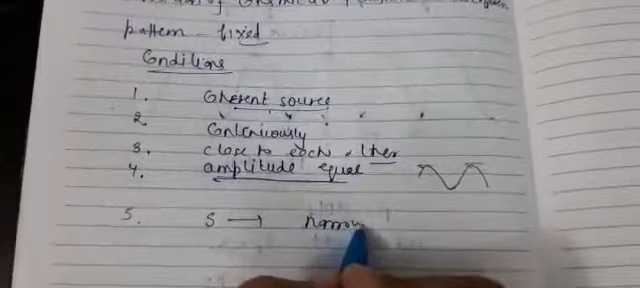 pattern - fixed
Conditions
1. Coherent source
2 Continuously
3. close to each other
4. amplitude equal
5. S → narrow